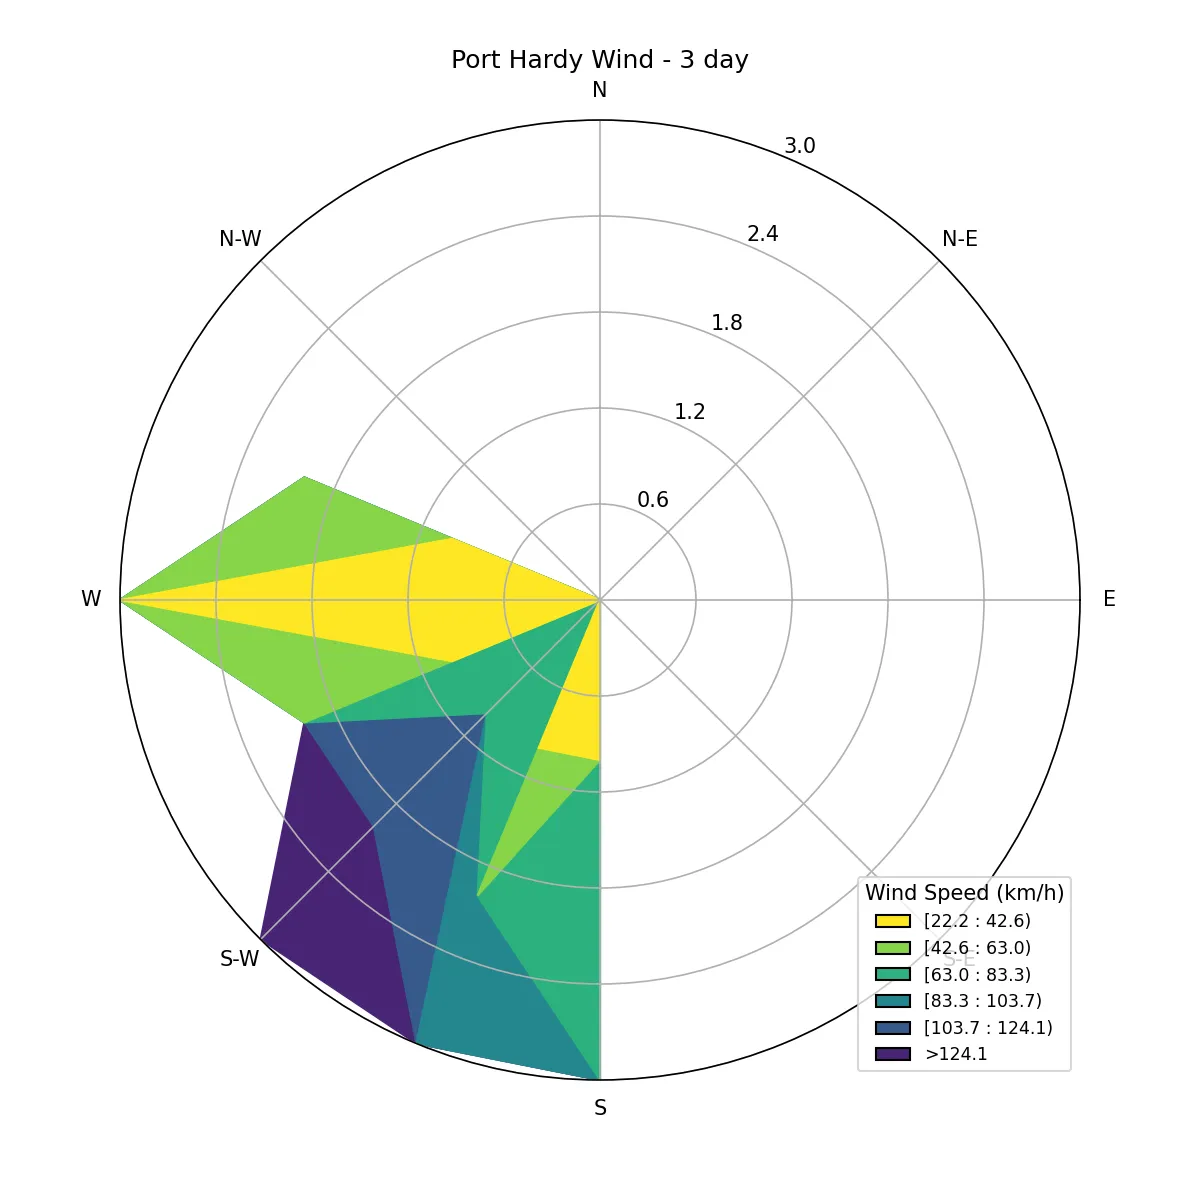 Port Hardy Wind - 3 day
N
3.0
N-W
2.4
N-E
1.8
1.2
0.6
W
E
Wind Speed (km/h)
[22.2 : 42.6)
[42.6 : 63.0)
S-W
S-E
[63.0 : 83.3)
[83.3 : 103.7)
[103.7 : 124.1)
>124.1
S